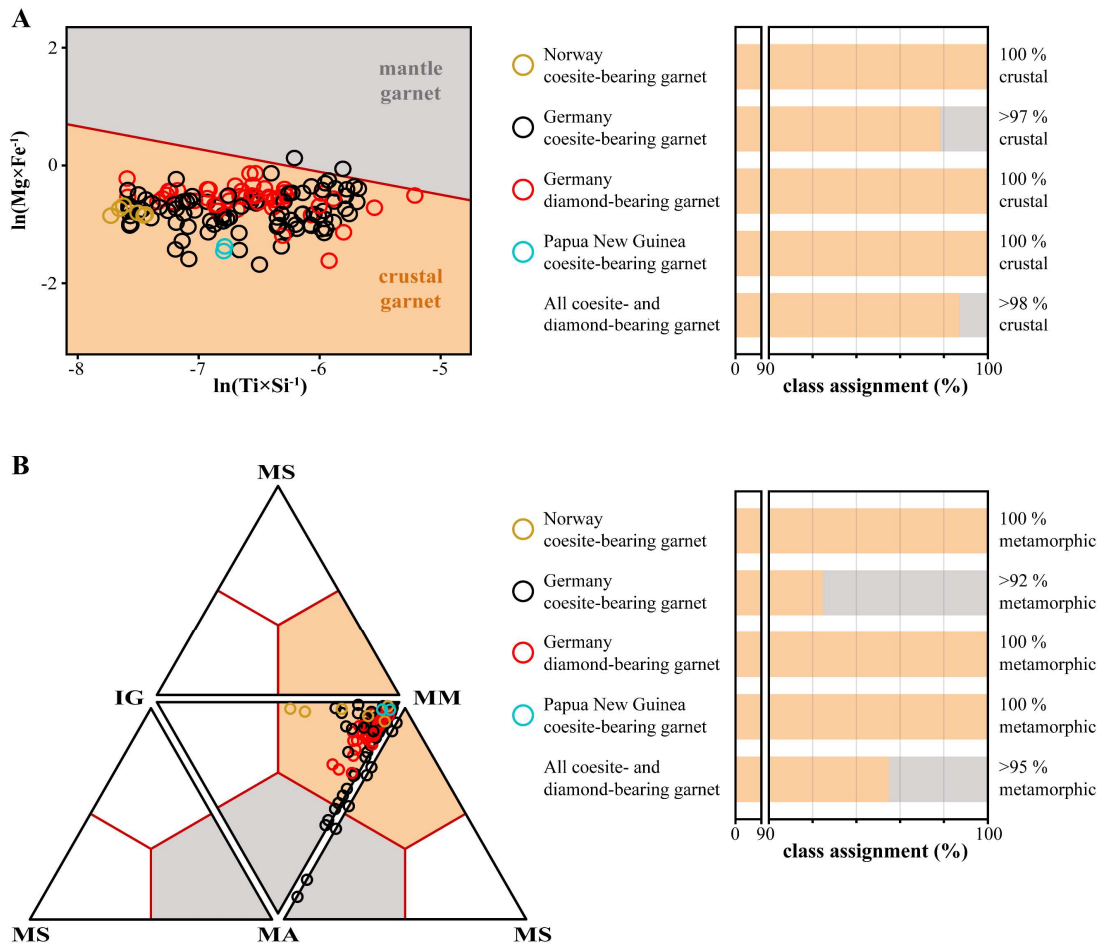 A
2
0
-2
ln(Mg×Fe⁻¹)
mantle
garnet
crustal
garnet
-8
-7
-6
-5
ln(Ti×Si⁻¹)
Norway
coesite-bearing garnet
Germany
coesite-bearing garnet
Germany
diamond-bearing garnet
Papua New Guinea
coesite-bearing garnet
All coesite- and
diamond-bearing garnet
100 %
crustal
>97 %
crustal
100 %
crustal
100 %
crustal
>98 %
crustal
0 90 100
class assignment (%)
B
MS
IG
MM
MS
MA
MS
Norway
coesite-bearing garnet
Germany
coesite-bearing garnet
Germany
diamond-bearing garnet
Papua New Guinea
coesite-bearing garnet
All coesite- and
diamond-bearing garnet
100 %
metamorphic
>92 %
metamorphic
100 %
metamorphic
100 %
metamorphic
>95 %
metamorphic
0 90 100
class assignment (%)